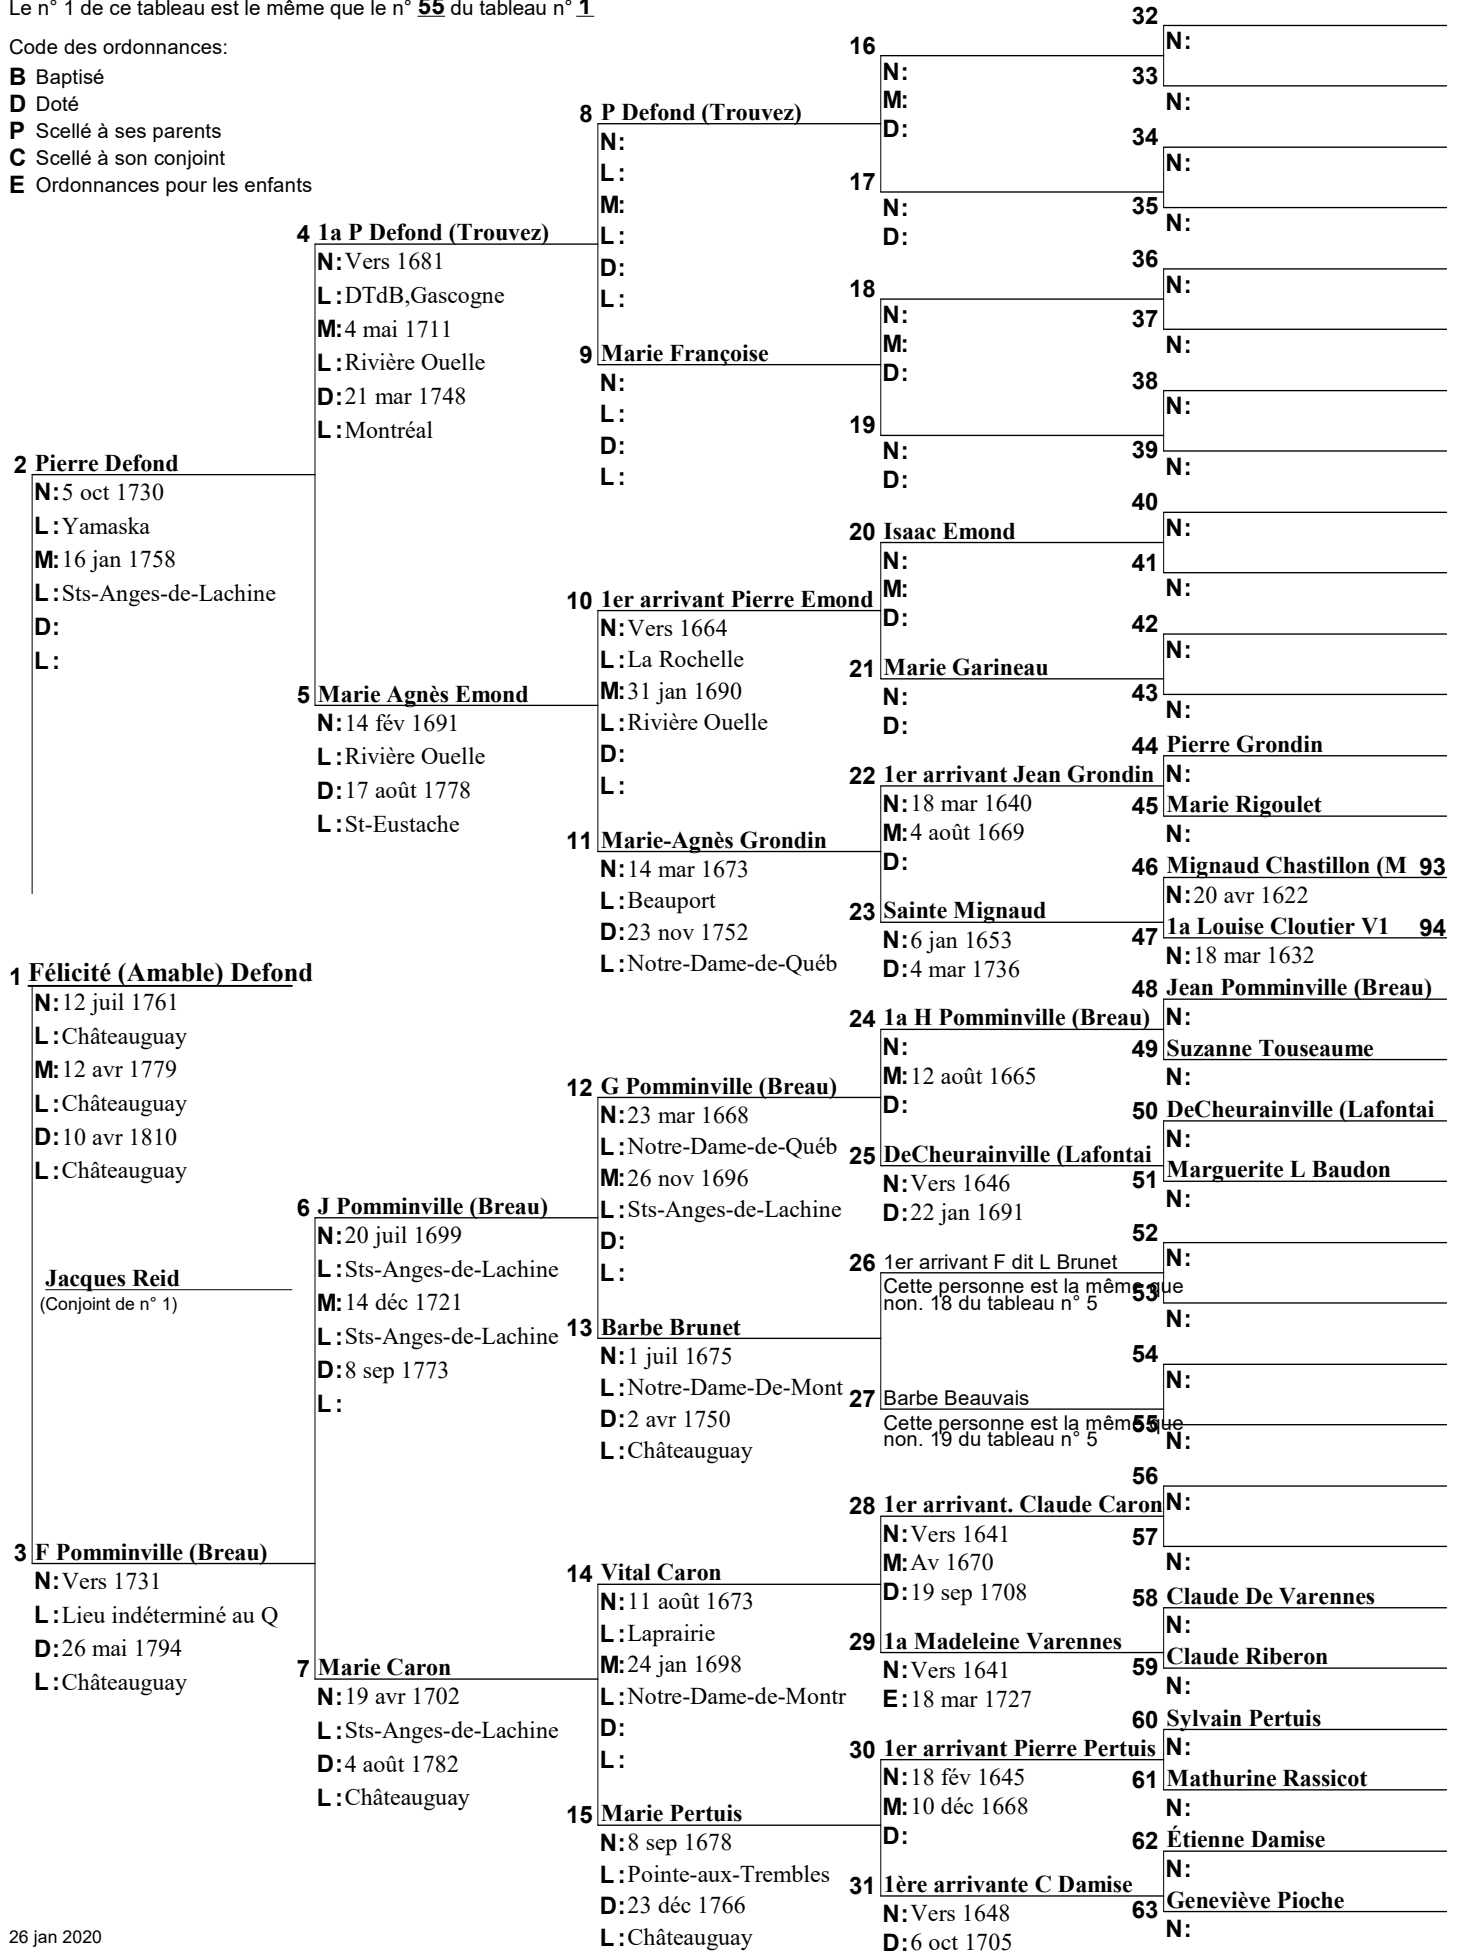 Le n° 1 de ce tableau est le même que le n° 55 du tableau n° 1
Code des ordonnances:
B Baptisé
D Doté
P Scellé à ses parents
C Scellé à son conjoint
E Ordonnances pour les enfants
2 Pierre Defond
N: 5 oct 1730
L: Yamaska
M: 16 jan 1758
L: Sts-Anges-de-Lachine
D:
L:
1 Félicité (Amable) Defond
N: 12 juil 1761
L: Châteauguay
M: 12 avr 1779
L: Châteauguay
D: 10 avr 1810
L: Châteauguay
Jacques Reid
(Conjoint de n° 1)
3 F Pomminville (Breau)
N: Vers 1731
L: Lieu indéterminé au Q
D: 26 mai 1794
L: Châteauguay
4 1a P Defond (Trouvez)
N: Vers 1681
L: DTdB,Gascogne
M: 4 mai 1711
L: Rivière Ouelle
D: 21 mar 1748
L: Montréal
5 Marie Agnès Emond
N: 14 fév 1691
L: Rivière Ouelle
D: 17 août 1778
L: St-Eustache
6 J Pomminville (Breau)
N: 20 juil 1699
L: Sts-Anges-de-Lachine
M: 14 déc 1721
L: Sts-Anges-de-Lachine
D: 8 sep 1773
L:
7 Marie Caron
N: 19 avr 1702
L: Sts-Anges-de-Lachine
D: 4 août 1782
L: Châteauguay
8 P Defond (Trouvez)
N:
L:
M:
L:
D:
L:
9 Marie Françoise
N:
L:
D:
L:
10 1er arrivant Pierre Emond
N: Vers 1664
L: La Rochelle
M: 31 jan 1690
L: Rivière Ouelle
D:
L:
11 Marie-Agnès Grondin
N: 14 mar 1673
L: Beauport
D: 23 nov 1752
L: Notre-Dame-de-Québ
12 G Pomminville (Breau)
N: 23 mar 1668
L: Notre-Dame-de-Québ
M: 26 nov 1696
L: Sts-Anges-de-Lachine
D:
L:
13 Barbe Brunet
N: 1 juil 1675
L: Notre-Dame-De-Mont
D: 2 avr 1750
L: Châteauguay
14 Vital Caron
N: 11 août 1673
L: Laprairie
M: 24 jan 1698
L: Notre-Dame-de-Montr
D:
L:
15 Marie Pertuis
N: 8 sep 1678
L: Pointe-aux-Trembles
D: 23 déc 1766
L: Châteauguay
16
N:
M:
D:
17
N:
D:
18
N:
M:
D:
19
N:
D:
20 Isaac Emond
N:
M:
D:
21 Marie Garineau
N:
D:
22 1er arrivant Jean Grondin
N: 18 mar 1640
M: 4 août 1669
D:
23 Sainte Mignaud
N: 6 jan 1653
D: 4 mar 1736
24 1a H Pomminville (Breau)
N:
M: 12 août 1665
D:
25 DeCheurainville (Lafontai
N: Vers 1646
D: 22 jan 1691
26 1er arrivant F dit L Brunet
Cette personne est la même que
non. 18 du tableau n° 5
27 Barbe Beauvais
Cette personne est la même que
non. 19 du tableau n° 5
28 1er arrivant. Claude Caron
N: Vers 1641
M: Av 1670
D: 19 sep 1708
29 1a Madeleine Varennes
N: Vers 1641
E: 18 mar 1727
30 1er arrivant Pierre Pertuis
N: 18 fév 1645
M: 10 déc 1668
D:
31 1ère arrivante C Damise
N: Vers 1648
D: 6 oct 1705
32
N:
33
N:
34
N:
35
N:
36
N:
37
N:
38
N:
39
N:
40
N:
41
N:
42
N:
43
N:
44 Pierre Grondin
N:
45 Marie Rigoulet
N:
46 Mignaud Chastillon (M 93
N: 20 avr 1622
47 1a Louise Cloutier V1 94
N: 18 mar 1632
48 Jean Pomminville (Breau)
N:
49 Suzanne Touseaume
N:
50 DeCheurainville (Lafontai
N:
51 Marguerite L Baudon
N:
52
N:
53
N:
54
N:
55
N:
56
N:
57
N:
58 Claude De Varennes
N:
59 Claude Riberon
N:
60 Sylvain Pertuis
N:
61 Mathurine Rassicot
N:
62 Étienne Damise
N:
63 Geneviève Pioche
N:
26 jan 2020